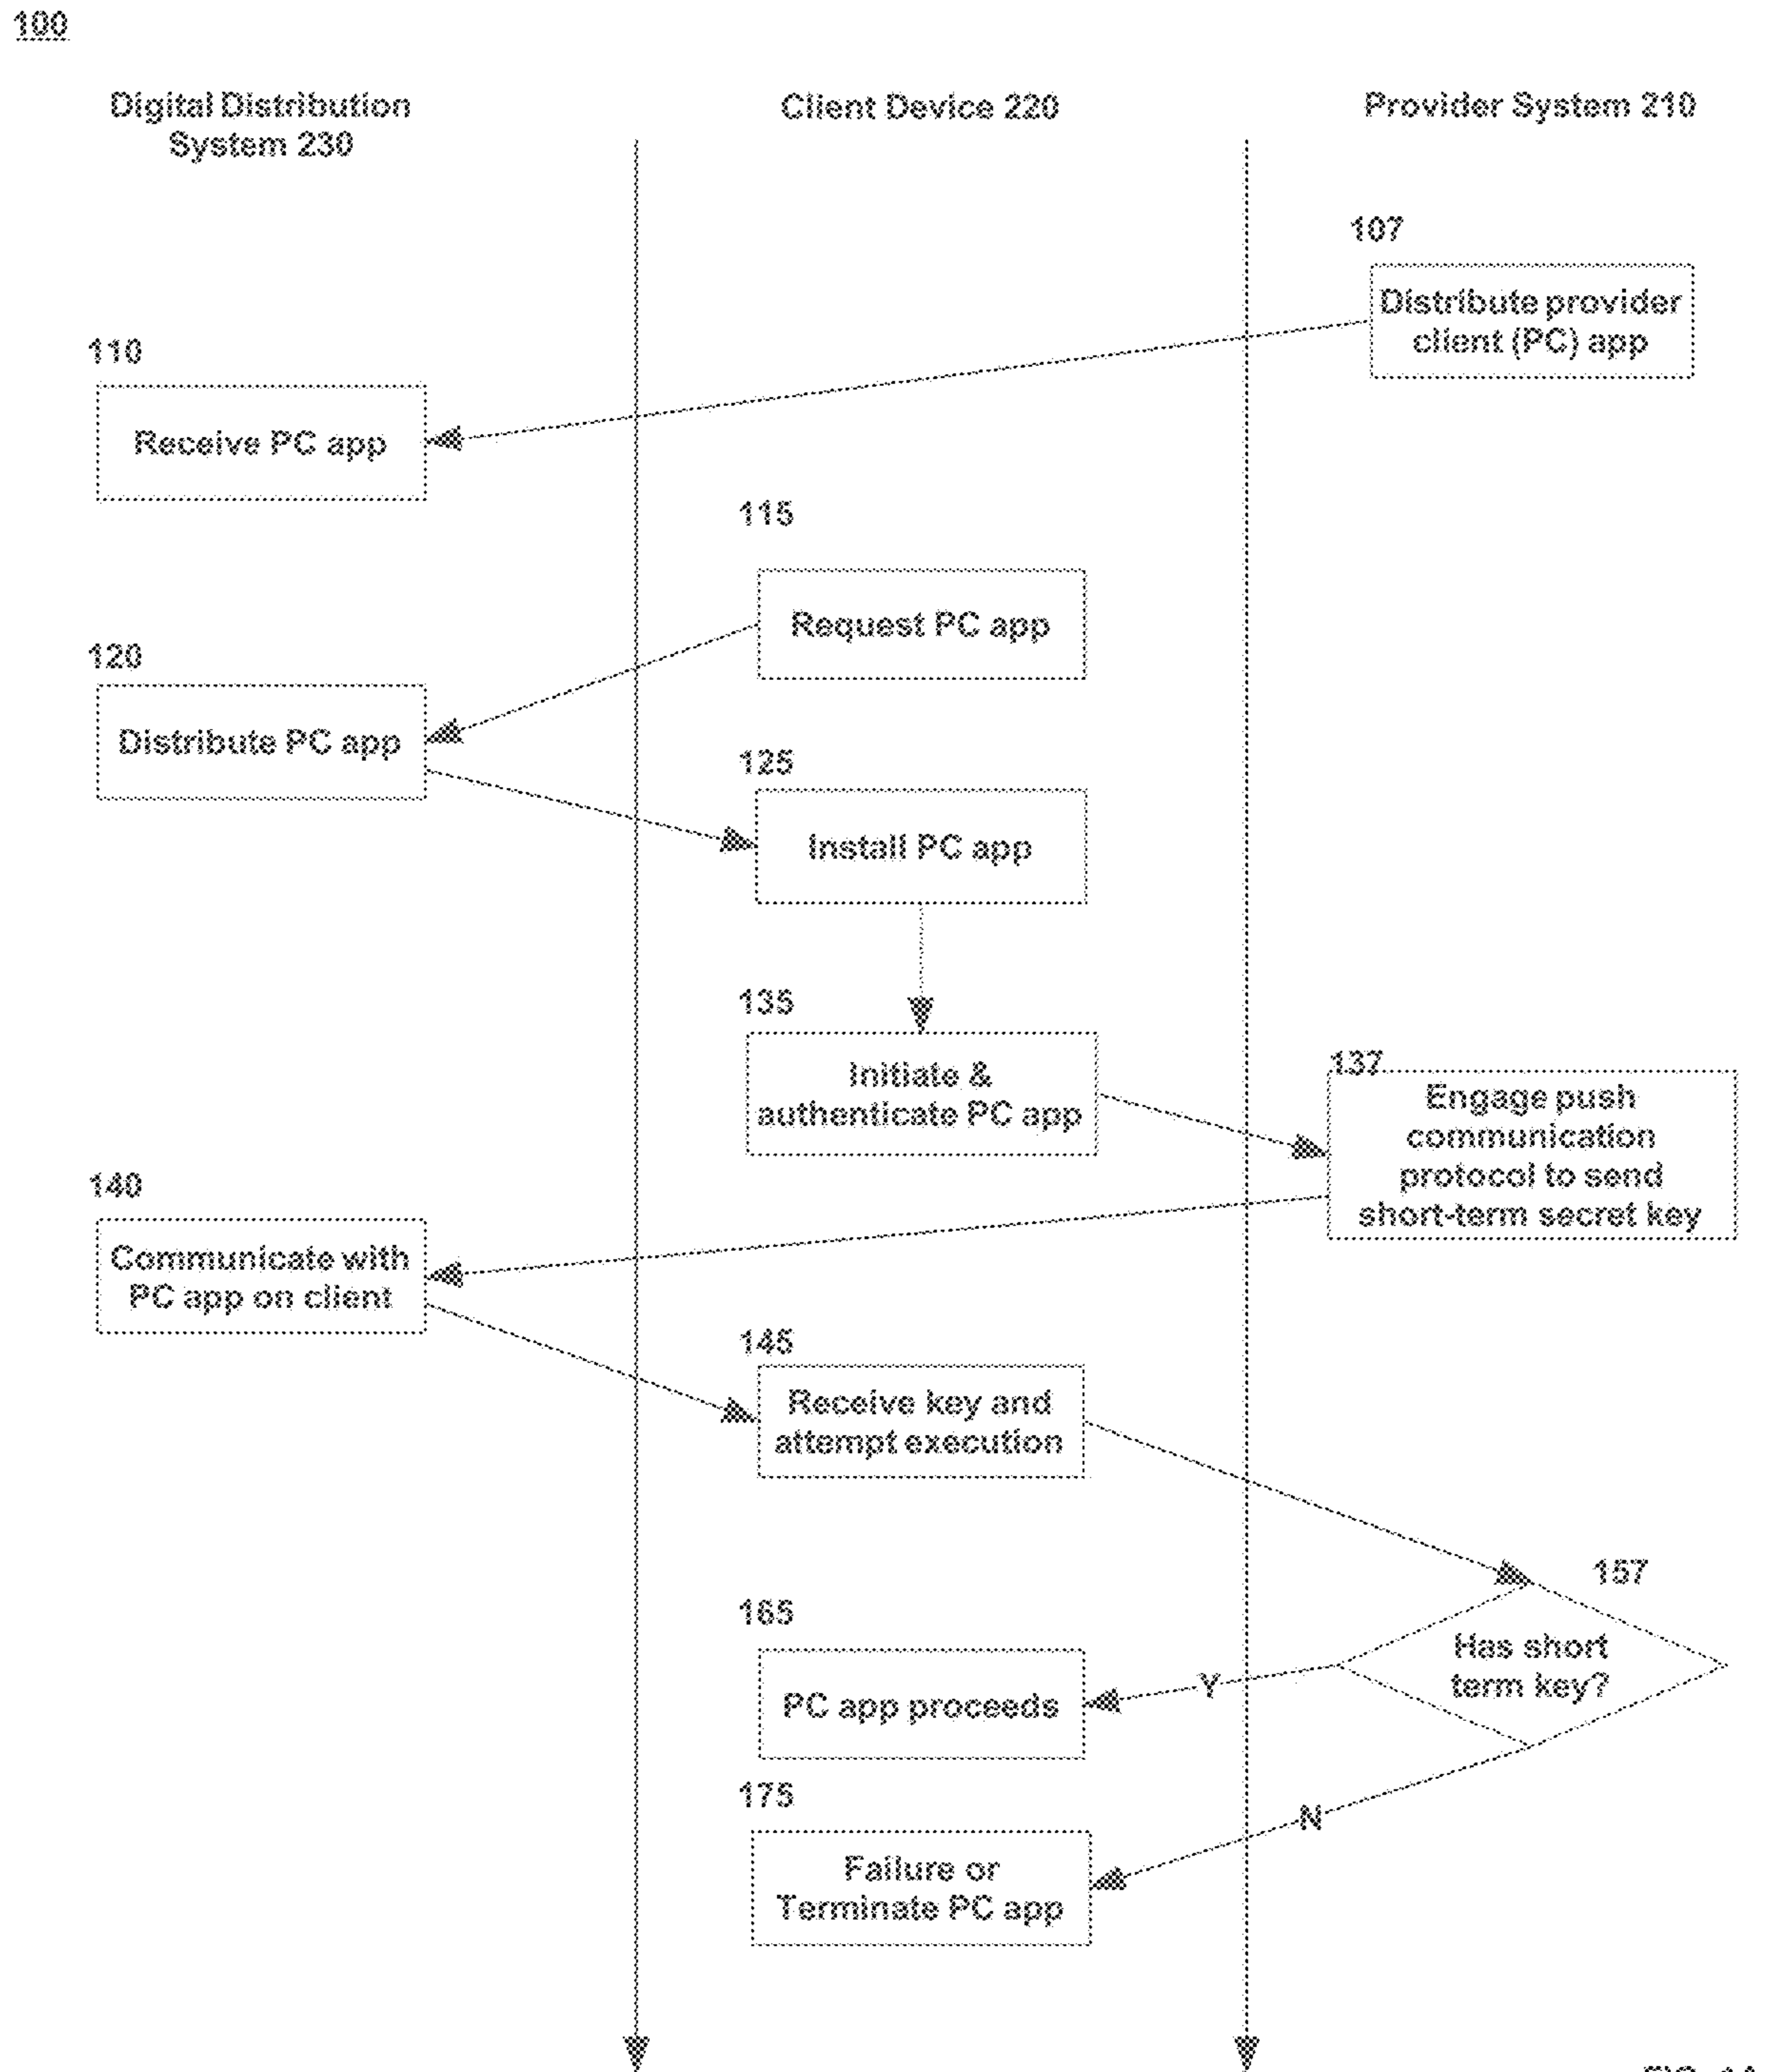 100
Digital Distribution
System 230
Client Device 220
Provider System 210
107
Distribute provider
client (PC) app
110
Receive PC app
115
Request PC app
120
Distribute PC app
125
Install PC app
135
Initiate &
authenticate PC app
137
Engage push
communication
protocol to send
short-term secret key
140
Communicate with
PC app on client
145
Receive key and
attempt execution
157
Has short
term key?
165
Y
PC app proceeds
175
N
Failure or
Terminate PC app